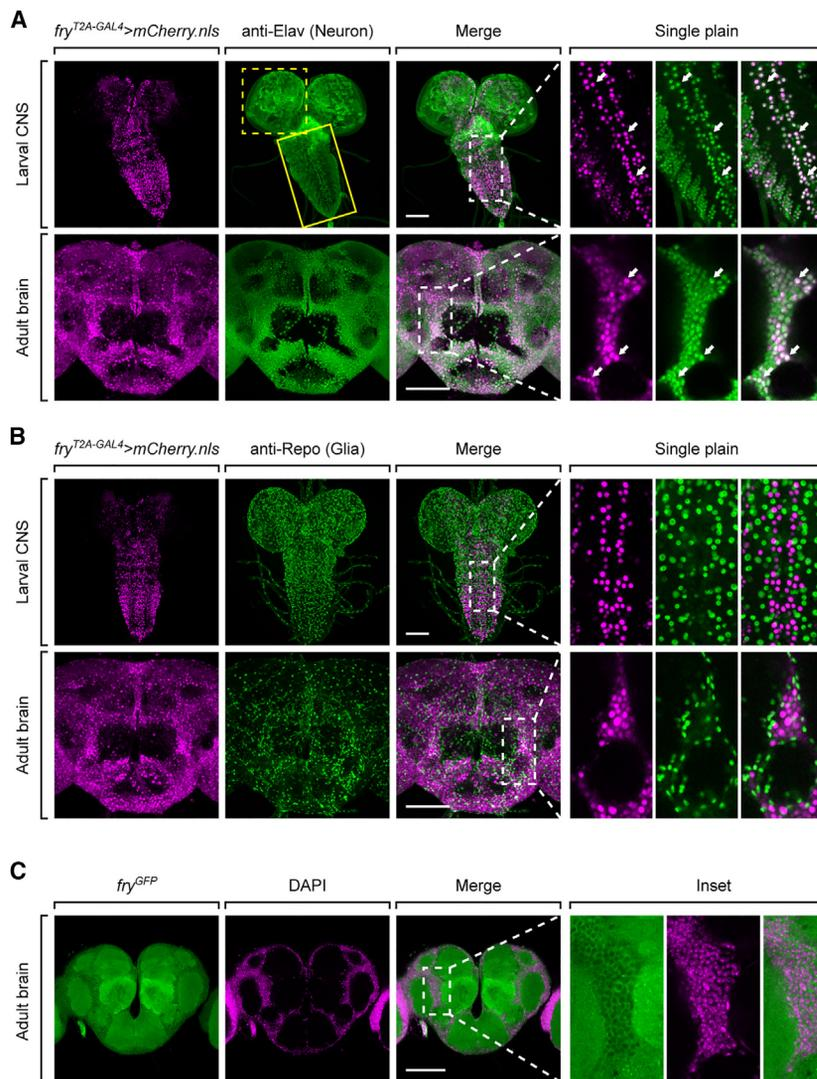 A
fry^T2A-GAL4>mCherry.nls anti-Elav (Neuron) Merge Single plain
Larval CNS
Adult brain
B
fry^T2A-GAL4>mCherry.nls anti-Repo (Glia) Merge Single plain
Larval CNS
Adult brain
C
fry^GFP DAPI Merge Inset
Adult brain